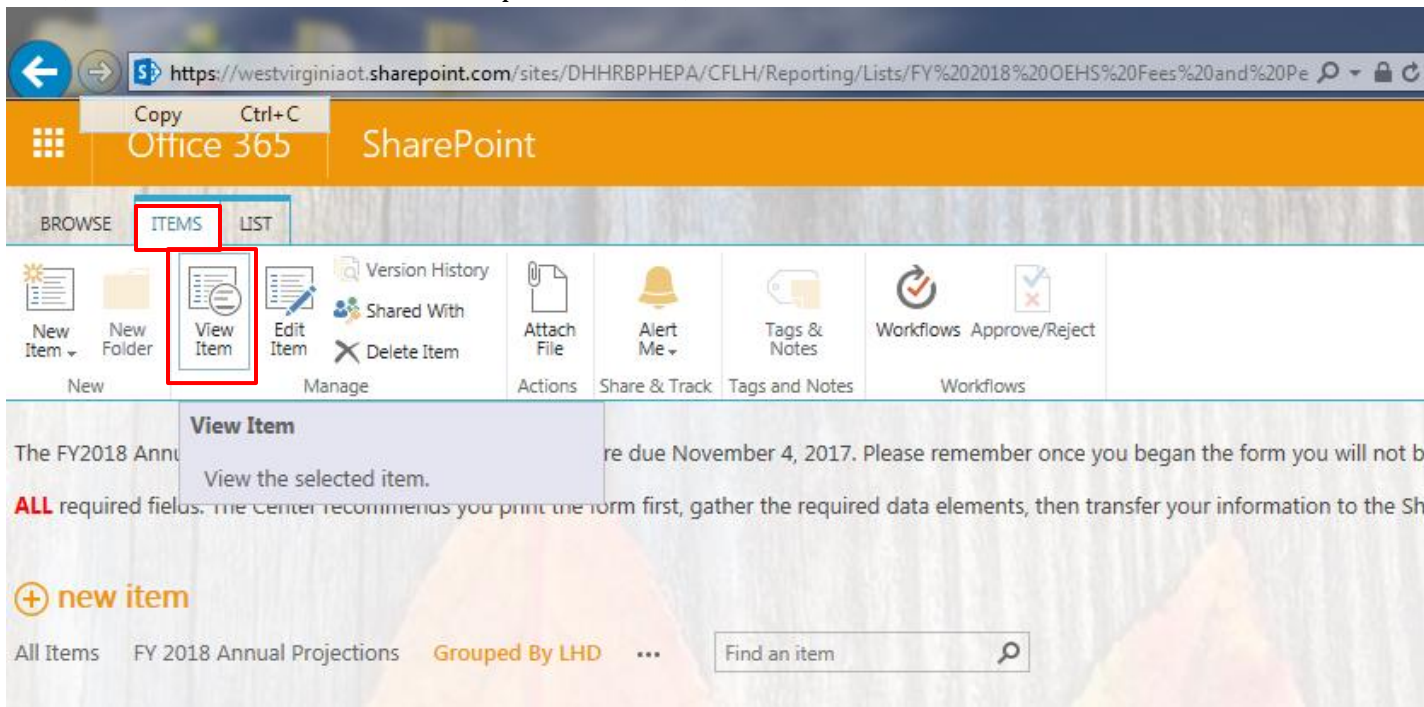 https://westvirginiaot.sharepoint.com/sites/DHHRBPHEPA/CFLH/Reporting/Lists/FY%202018%20OEHS%20Fees%20and%20Pe
Copy Ctrl+C
Office 365 SharePoint
BROWSE ITEMS LIST
New Item
New Folder
View Item
Edit Item
Version History
Shared With
Delete Item
Attach File
Alert Me
Tags & Notes
Workflows
Approve/Reject
New Manage Actions Share & Track Tags and Notes Workflows
View Item
View the selected item.
The FY2018 Annu re due November 4, 2017. Please remember once you began the form you will not b
ALL required fields. The Center recommends you print the form first, gather the required data elements, then transfer your information to the Sh
new item
All Items FY 2018 Annual Projections Grouped By LHD ••• Find an item